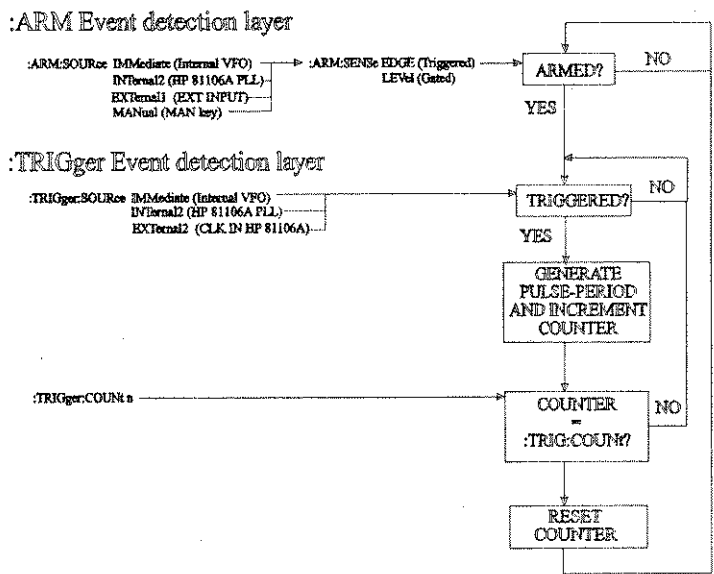 :ARM Event detection layer
:ARM:SOURce IMMediate (Internal VFO)
INTernal2 (HP 81106A PLL)
EXTernal1 (EXT INPUT)
MANual (MAN key)
:ARM:SENSe EDGE (Triggered)
LEVel (Gated)
ARMED?
NO
YES
:TRIGger Event detection layer
:TRIGger:SOURce IMMediate (Internal VFO)
INTernal2 (HP 81106A PLL)
EXTernal2 (CLK IN HP 81106A)
TRIGGERED?
NO
YES
GENERATE
PULSE-PERIOD
AND INCREMENT
COUNTER
:TRIGger:COUNt n
COUNTER
=
:TRIG:COUNt?
NO
RESET
COUNTER